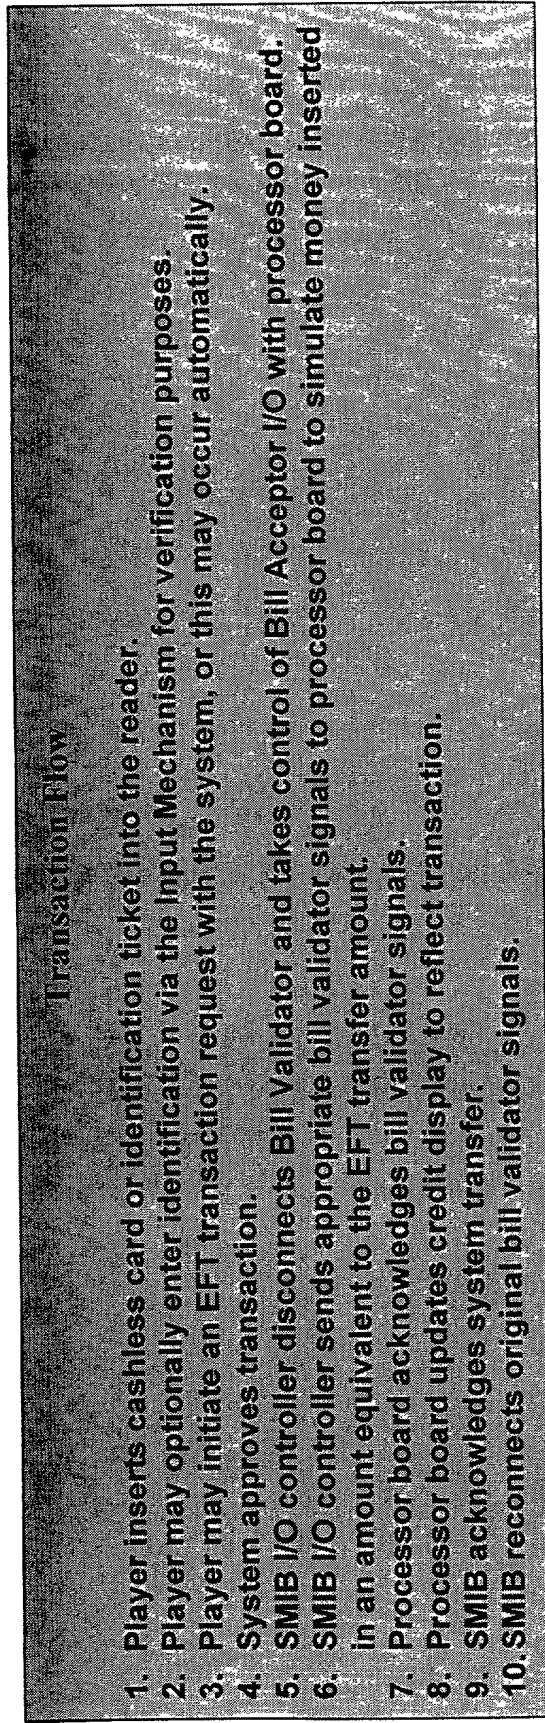 Transaction Flow
1. Player inserts cashless card or identification ticket into the reader.
2. Player may optionally enter identification via the Input Mechanism for verification purposes.
3. Player may initiate an EFT transaction request with the system, or this may occur automatically.
4. System approves transaction.
5. SMIB I/O controller disconnects Bill Validator and takes control of Bill Acceptor I/O with processor board.
6. SMIB I/O controller sends appropriate bill validator signals to processor board to simulate money inserted
in an amount equivalent to the EFT transfer amount.
7. Processor board acknowledges bill validator signals.
8. Processor board updates credit display to reflect transaction.
9. SMIB acknowledges system transfer.
10. SMIB reconnects original bill validator signals.